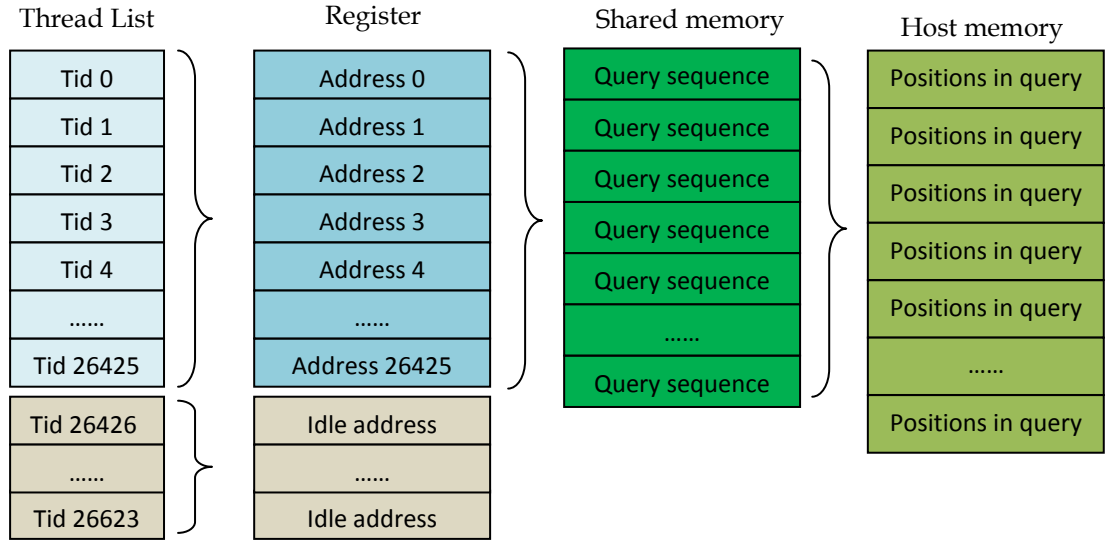 Thread List
Tid 0
Tid 1
Tid 2
Tid 3
Tid 4
......
Tid 26425
Tid 26426
......
Tid 26623
Register
Address 0
Address 1
Address 2
Address 3
Address 4
......
Address 26425
Idle address
......
Idle address
Shared memory
Query sequence
Query sequence
Query sequence
Query sequence
Query sequence
......
Query sequence
Host memory
Positions in query
Positions in query
Positions in query
Positions in query
Positions in query
......
Positions in query